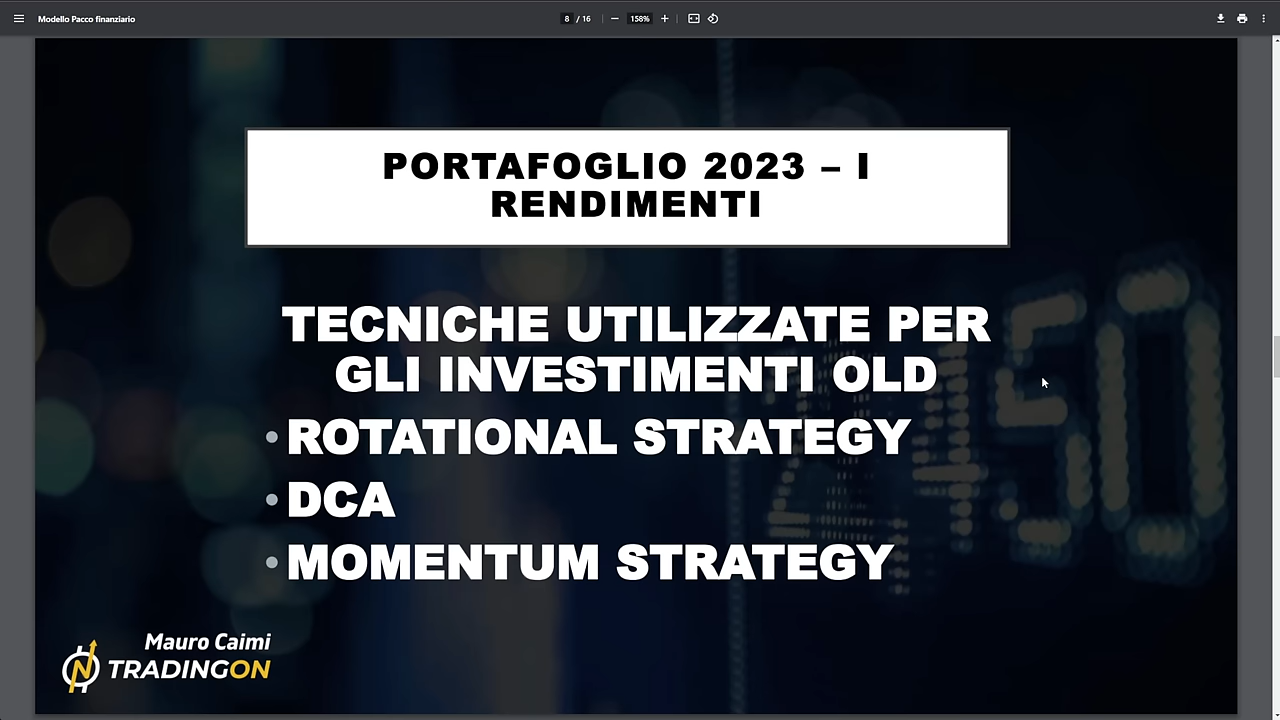 Modello Pacco finanziario
8 / 16
158%
PORTAFOGLIO 2023 – I
RENDIMENTI
TECNICHE UTILIZZATE PER
GLI INVESTIMENTI OLD
• ROTATIONAL STRATEGY
• DCA
• MOMENTUM STRATEGY
2450
Mauro Caimi
TRADINGON